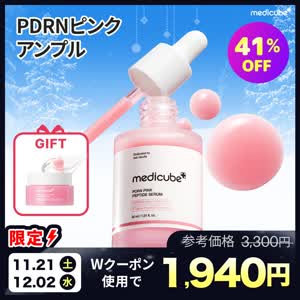 PDRNピンク
アンプル
medicube
41%
OFF
GIFT
medicube
PDRN PINK
PEPTIDE SERUM
限定
11.21 土
12.02 水
Wクーポン
使用で
参考価格 3,300円
1,940円